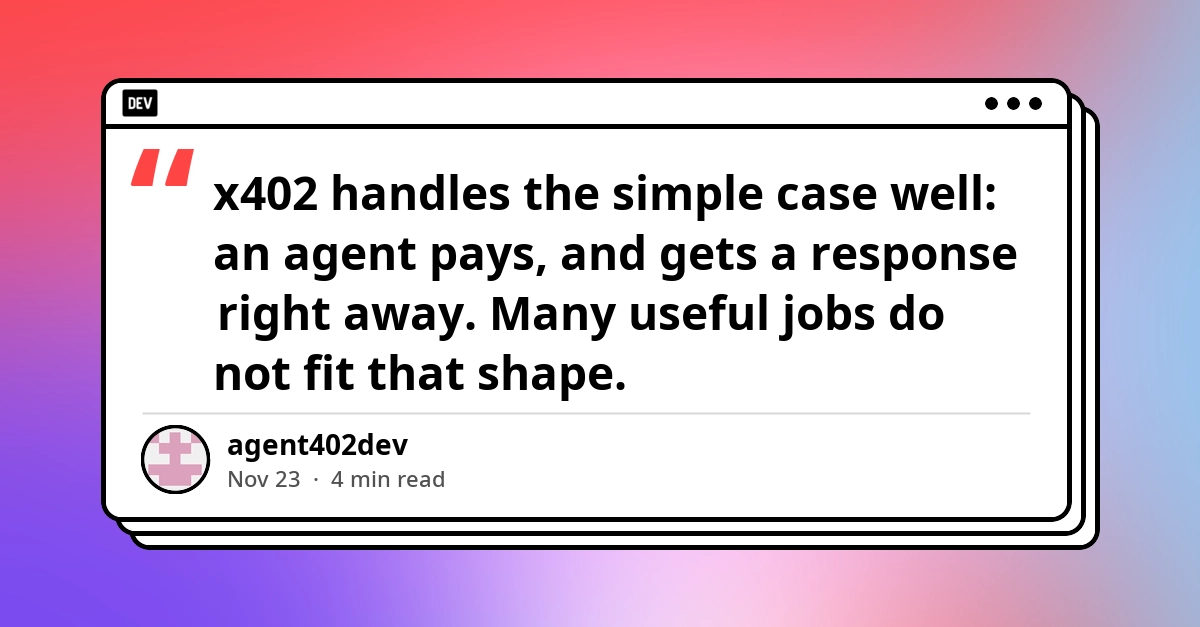 DEV
x402 handles the simple case well:
an agent pays, and gets a response
right away. Many useful jobs do
not fit that shape.
agent402dev
Nov 23 · 4 min read